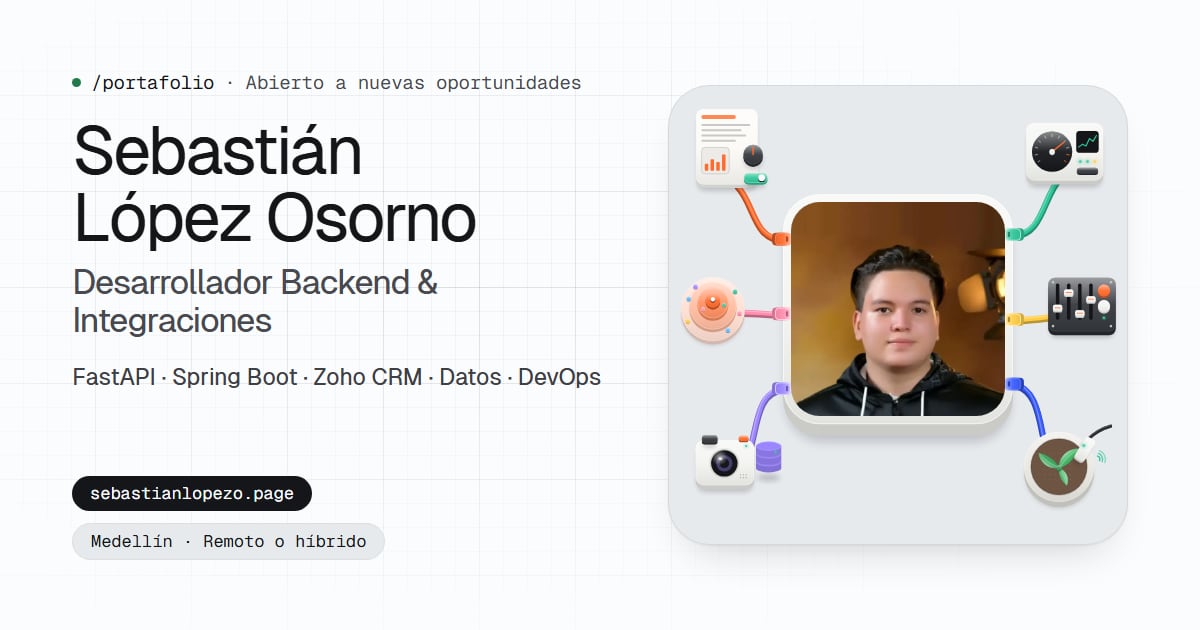 /portafolio · Abierto a nuevas oportunidades
Sebastián
López Osorno
Desarrollador Backend &
Integraciones
FastAPI · Spring Boot · Zoho CRM · Datos · DevOps
sebastianlopezo.page
Medellín · Remoto o híbrido